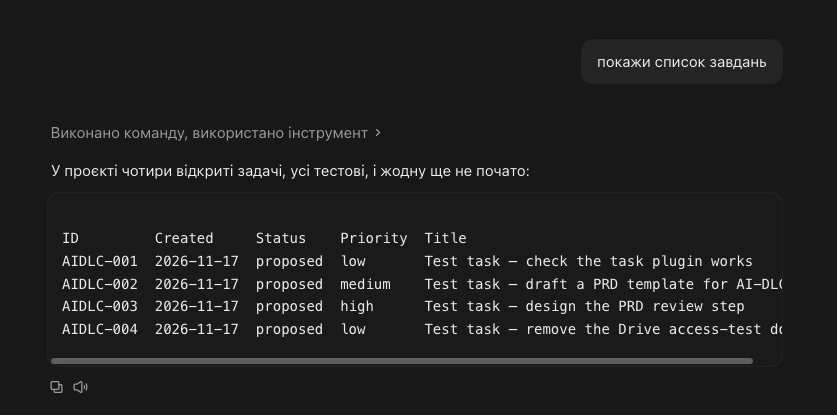 покажи список завдань
Виконано команду, використано інструмент
У проєкті чотири відкриті задачі, усі тестові, і жодну ще не почато:
ID Created Status Priority Title
AIDLC-001 2026-11-17 proposed low Test task — check the task plugin works
AIDLC-002 2026-11-17 proposed medium Test task — draft a PRD template for AI-DLC
AIDLC-003 2026-11-17 proposed high Test task — design the PRD review step
AIDLC-004 2026-11-17 proposed low Test task — remove the Drive access-test